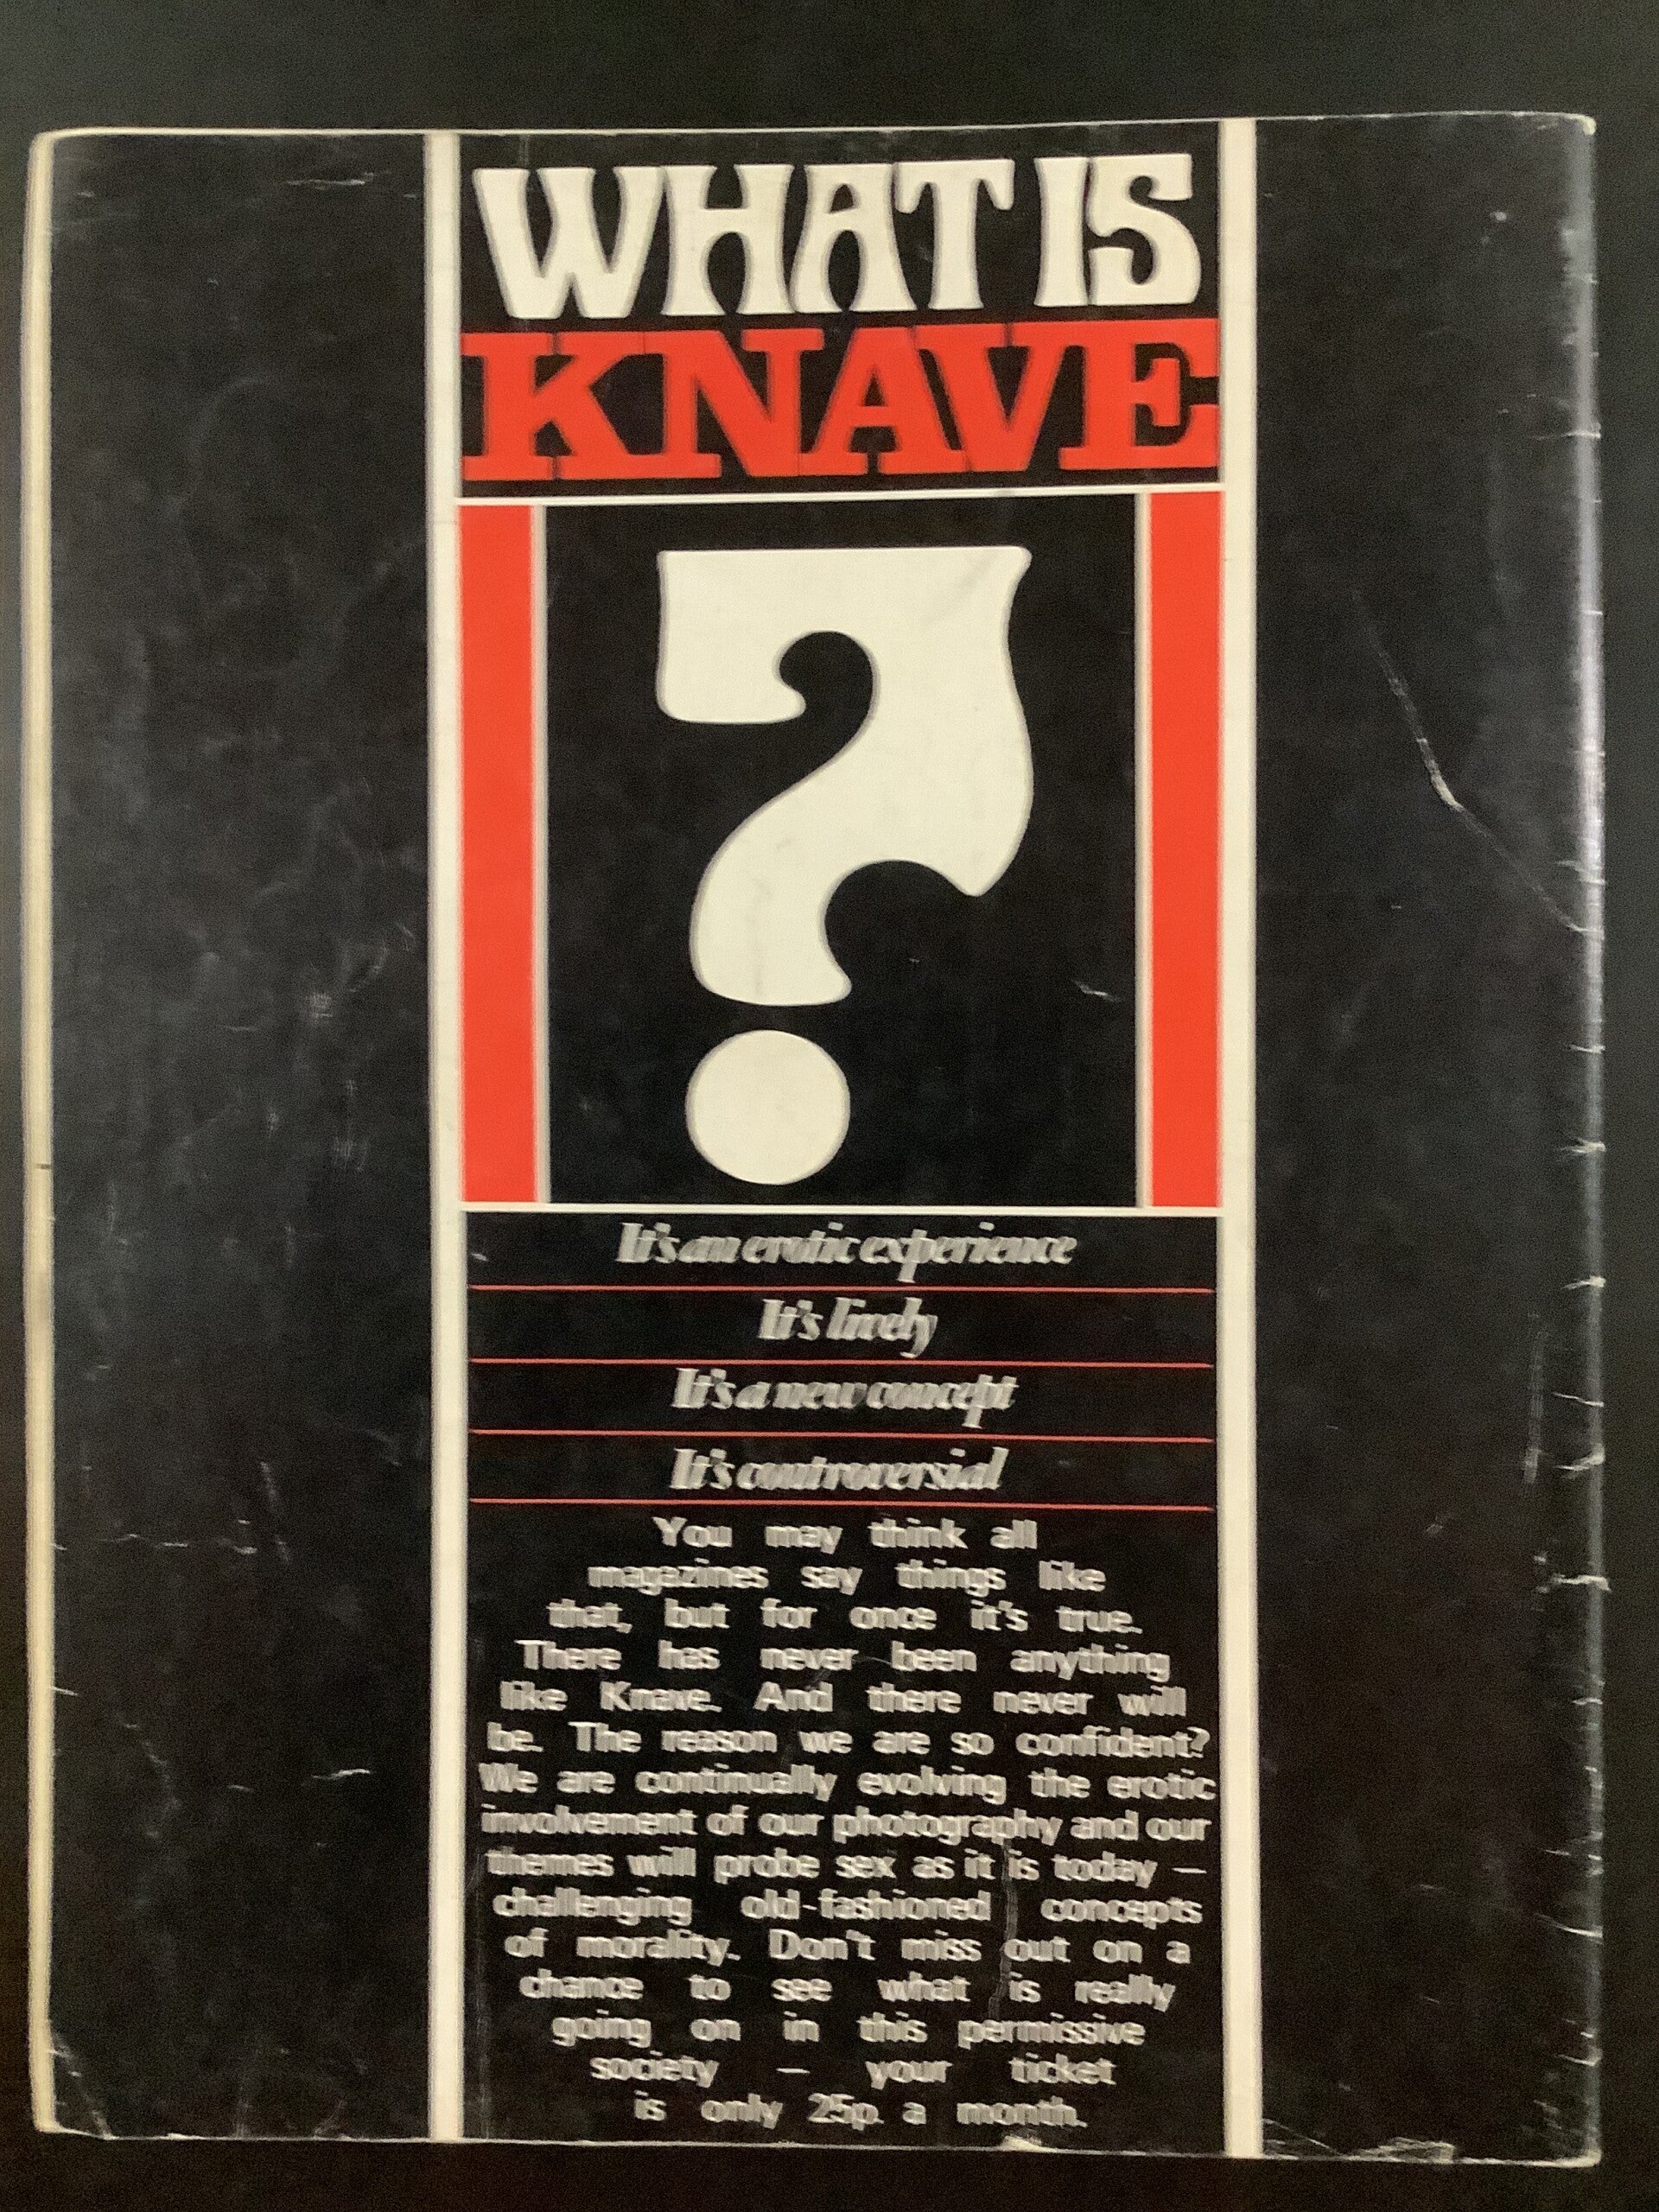 WHAT IS
KNAVE
?
It's an erotic experience
It's lively
It's a new concept
It's controversial
You may think all
magazines say things like
that, but for once it's true.
There has never been anything
like Knave. And there never will
be. The reason we are so confident?
We are continually evolving the erotic
involvement of our photography and our
themes will probe sex as it is today –
challenging old-fashioned concepts
of morality. Don't miss out on a
chance to see what is really
going on in this permissive
society – your ticket
is only 25p. a month.